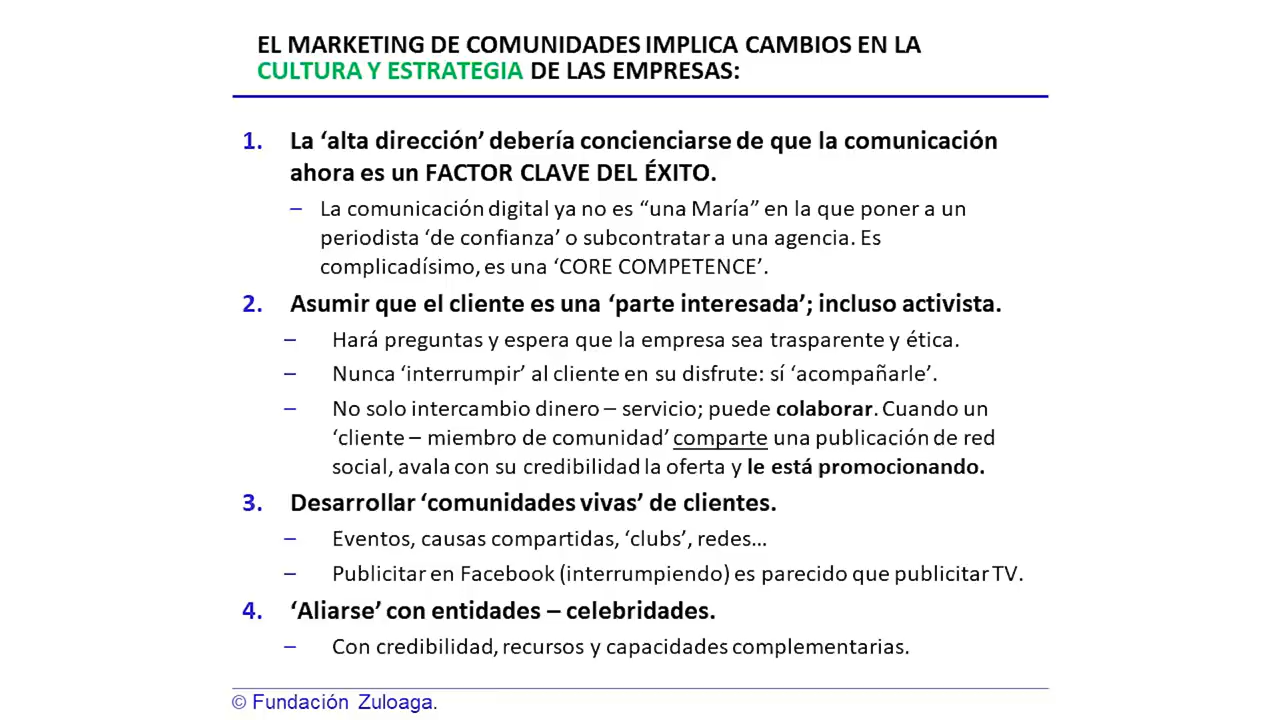 EL MARKETING DE COMUNIDADES IMPLICA CAMBIOS EN LA
CULTURA Y ESTRATEGIA DE LAS EMPRESAS:
1. La ‘alta dirección’ debería concienciarse de que la comunicación
ahora es un FACTOR CLAVE DEL ÉXITO.
– La comunicación digital ya no es “una María” en la que poner a un
periodista ‘de confianza’ o subcontratar a una agencia. Es
complicadísimo, es una ‘CORE COMPETENCE’.
2. Asumir que el cliente es una ‘parte interesada’; incluso activista.
– Hará preguntas y espera que la empresa sea trasparente y ética.
– Nunca ‘interrumpir’ al cliente en su disfrute: sí ‘acompañarle’.
– No solo intercambio dinero – servicio; puede colaborar. Cuando un
‘cliente – miembro de comunidad’ comparte una publicación de red
social, avala con su credibilidad la oferta y le está promocionando.
3. Desarrollar ‘comunidades vivas’ de clientes.
– Eventos, causas compartidas, ‘clubs’, redes...
– Publicitar en Facebook (interrumpiendo) es parecido que publicitar TV.
4. ‘Aliarse’ con entidades – celebridades.
– Con credibilidad, recursos y capacidades complementarias.
© Fundación Zuloaga.